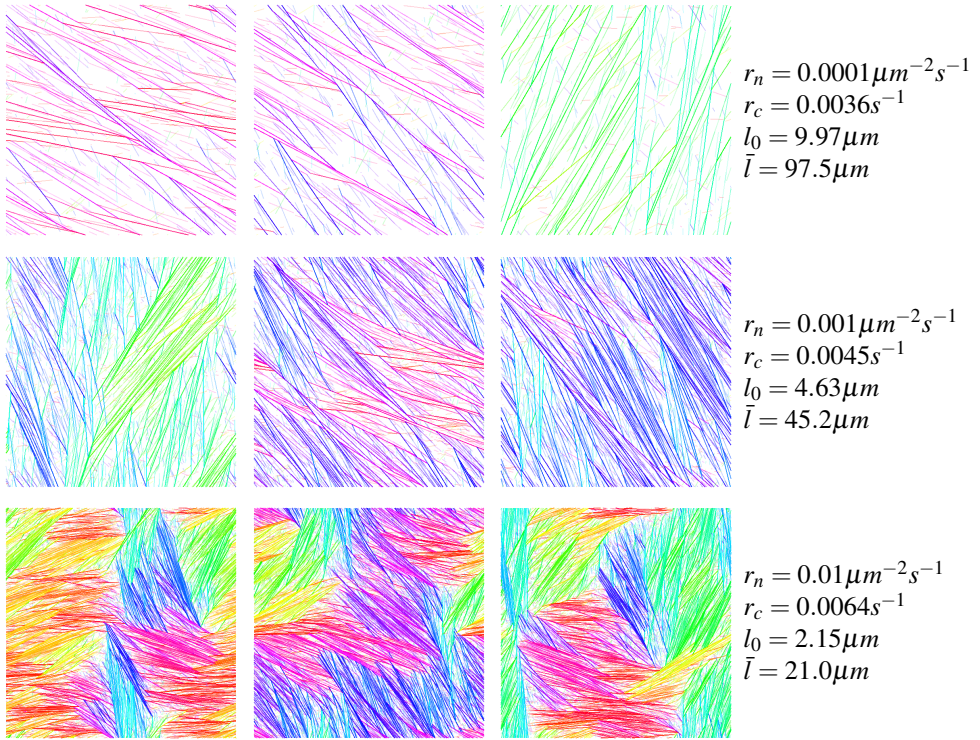 r_n = 0.0001μm⁻²s⁻¹
r_c = 0.0036s⁻¹
l_0 = 9.97μm
l̄ = 97.5μm
r_n = 0.001μm⁻²s⁻¹
r_c = 0.0045s⁻¹
l_0 = 4.63μm
l̄ = 45.2μm
r_n = 0.01μm⁻²s⁻¹
r_c = 0.0064s⁻¹
l_0 = 2.15μm
l̄ = 21.0μm